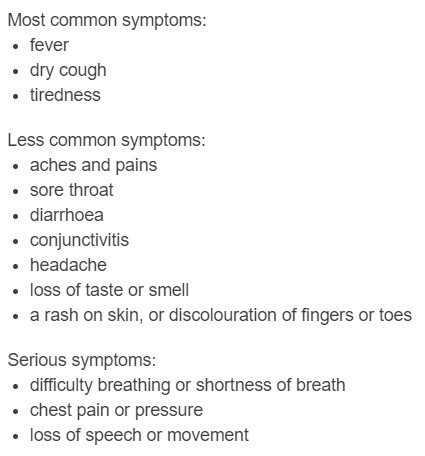 Most common symptoms:
• fever
• dry cough
• tiredness
Less common symptoms:
• aches and pains
• sore throat
• diarrhoea
• conjunctivitis
• headache
• loss of taste or smell
• a rash on skin, or discolouration of fingers or toes
Serious symptoms:
• difficulty breathing or shortness of breath
• chest pain or pressure
• loss of speech or movement